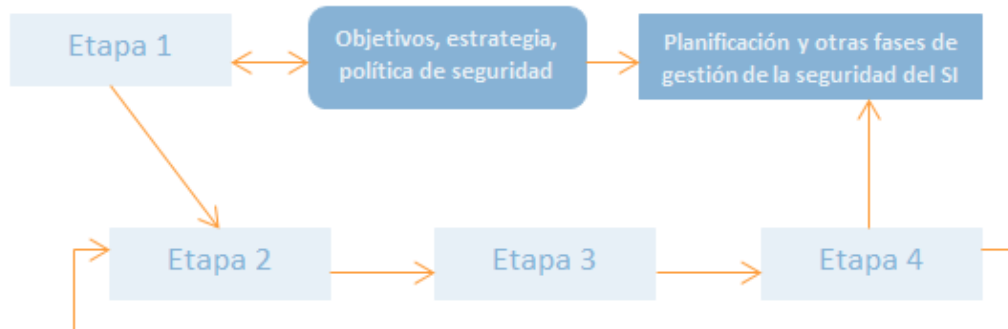 Etapa 1
Objetivos, estrategia,
política de seguridad
Planificación y otras fases de
gestión de la seguridad del SI
Etapa 2
Etapa 3
Etapa 4